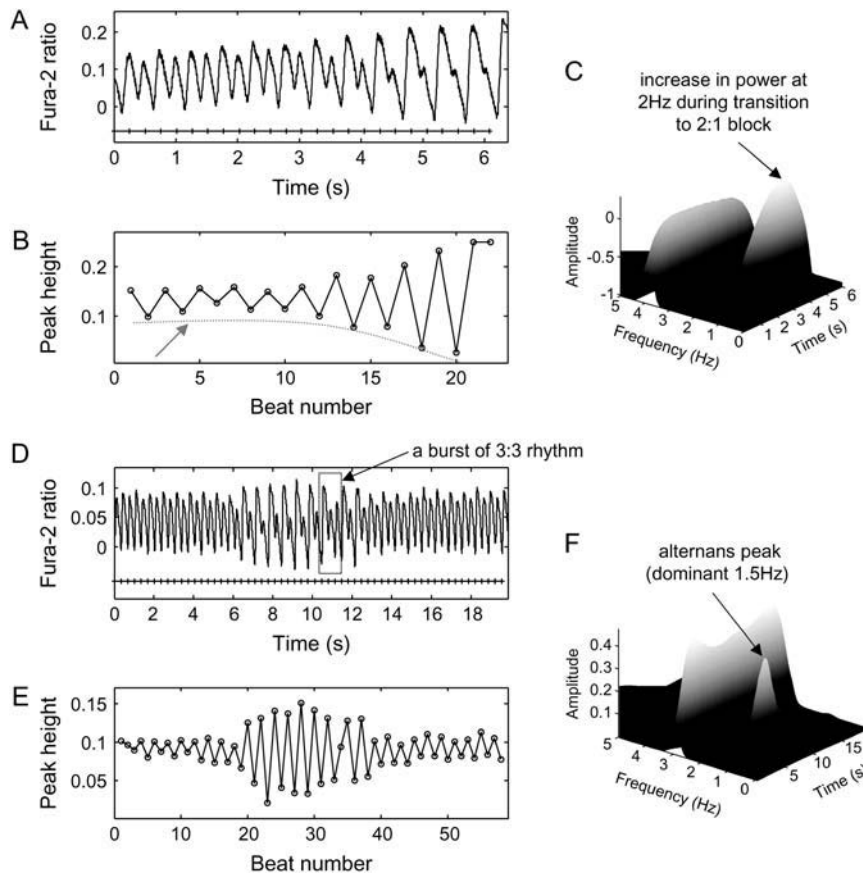 A
Fura-2 ratio
0.2
0.1
0
0 1 2 3 4 5 6
Time (s)
B
Peak height
0.2
0.1
0 5 10 15 20
Beat number
C
increase in power at
2Hz during transition
to 2:1 block
Amplitude
0
-0.5
-1
5 4 3 2 1 0
Frequency (Hz)
1 2 3 4 5 6
Time (s)
D
a burst of 3:3 rhythm
Fura-2 ratio
0.1
0.05
0
0 2 4 6 8 10 12 14 16 18
Time (s)
E
Peak height
0.15
0.1
0.05
0 10 20 30 40 50
Beat number
F
alternans peak
(dominant 1.5Hz)
Amplitude
0.4
0.3
0.2
0.1
5 4 3 2 1 0
Frequency (Hz)
5 10 15
Time (s)